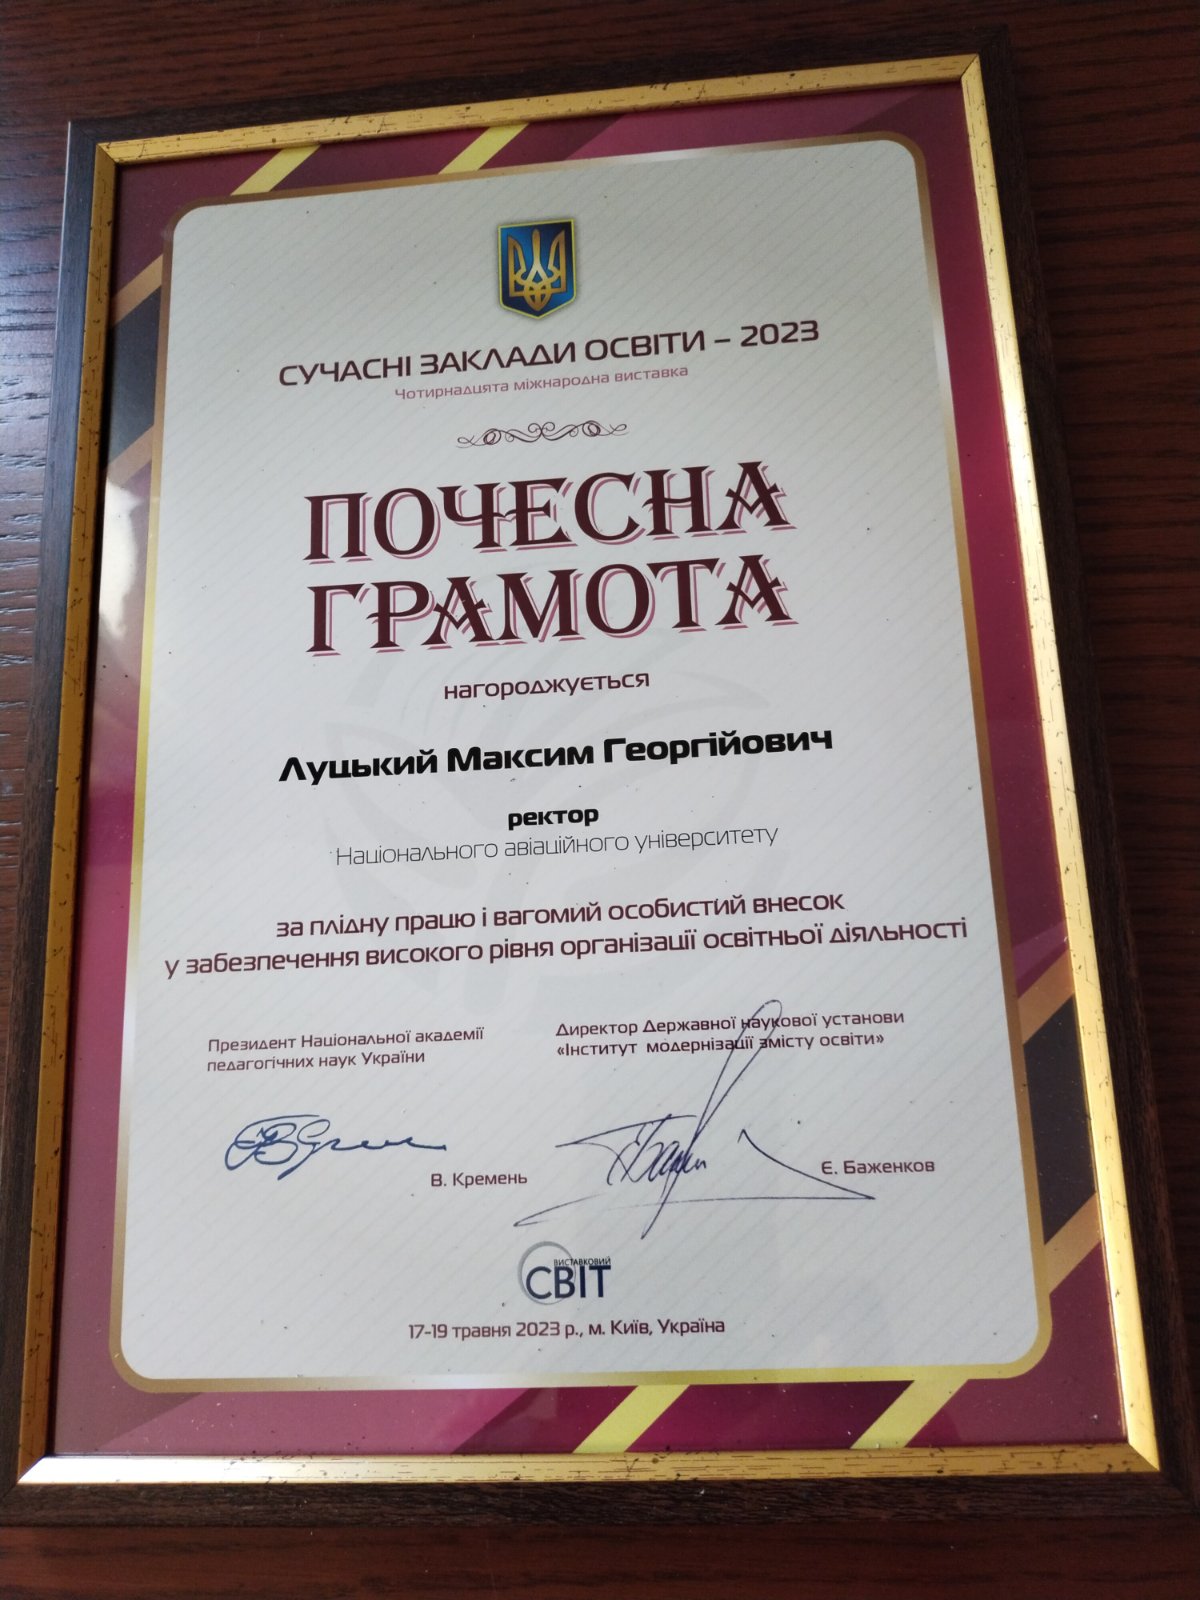 СУЧАСНІ ЗАКЛАДИ ОСВІТИ – 2023
Чотирнадцята міжнародна виставка
ПОЧЕСНА
ГРАМОТА
нагороджується
Луцький Максим Георгійович
ректор
Національного авіаційного університету
за плідну працю і вагомий особистий внесок
у забезпечення високого рівня організації освітньої діяльності
Президент Національної академії
педагогічних наук України
В. Кремень
Директор Державної наукової установи
«Інститут модернізації змісту освіти»
Є. Баженков
ВИСТАВКОВИЙ
СВІТ
17-19 травня 2023 р., м. Київ, Україна